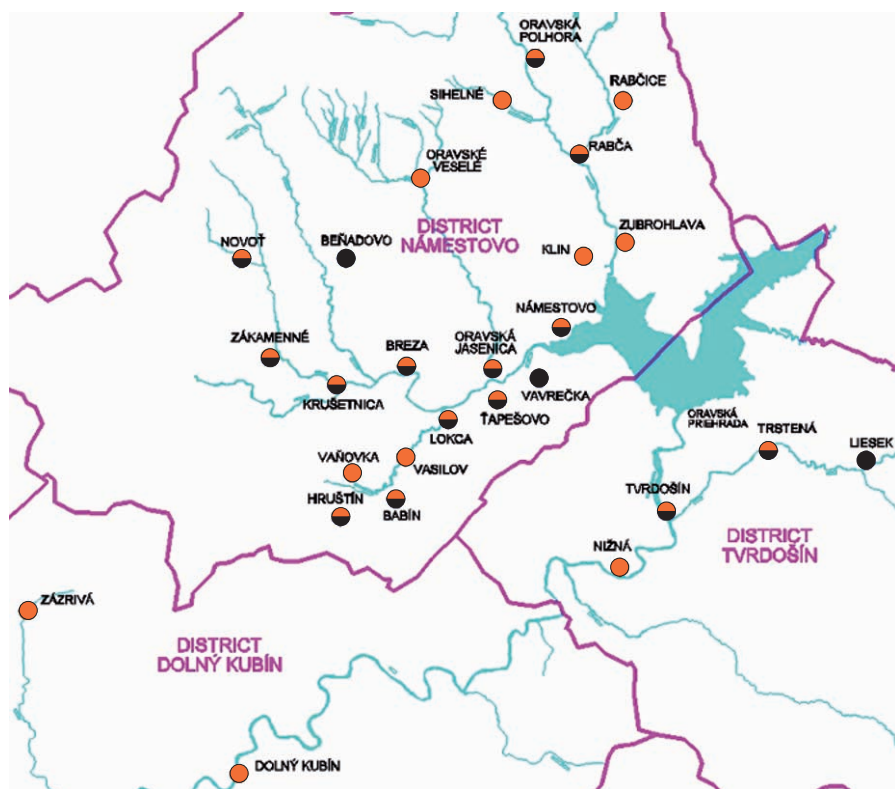 ORAVSKÁ
POLHORA
RABČICE
SIHELNÉ
RABČA
ORAVSKÉ
VESELÉ
DISTRICT
NÁMESTOVO
ZUBROHLAVA
NOVOŤ
BEŇADOVO
KLIN
NÁMESTOVO
ZÁKAMENNÉ
BREZA
ORAVSKÁ
JASENICA
VAVREČKA
KRUŠETNICA
ŤAPEŠOVO
LOKCA
ORAVSKÁ
PRIEHRADA
TRSTENÁ
LIESEK
VAŇOVKA
VASILOV
HRUŠTÍN
BABÍN
TVRDOŠÍN
DISTRICT
TVRDOŠÍN
NIŽNÁ
ZÁZRIVÁ
DISTRICT
DOLNÝ KUBÍN
DOLNÝ KUBÍN